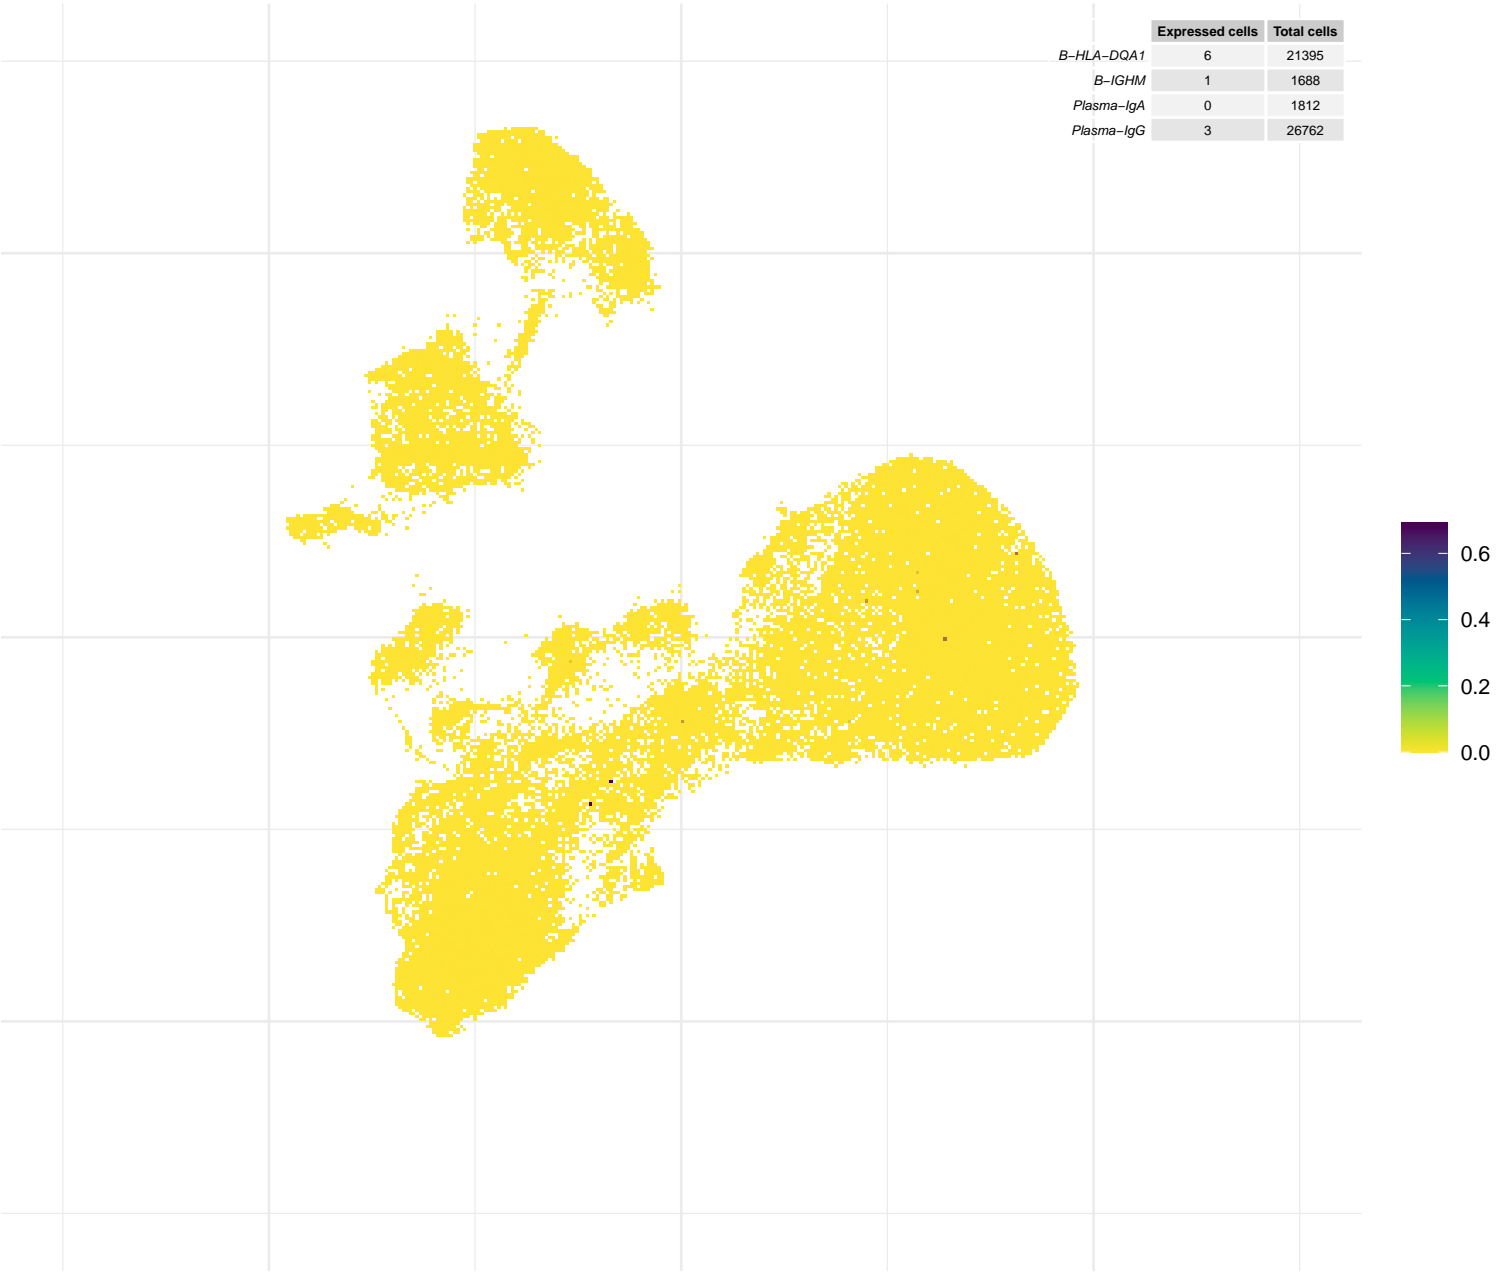 Expressed cells Total cells
B−HLA−DQA1 6 21395
B−IGHM 1 1688
Plasma−IgA 0 1812
Plasma−IgG 3 26762
0.6
0.4
0.2
0.0